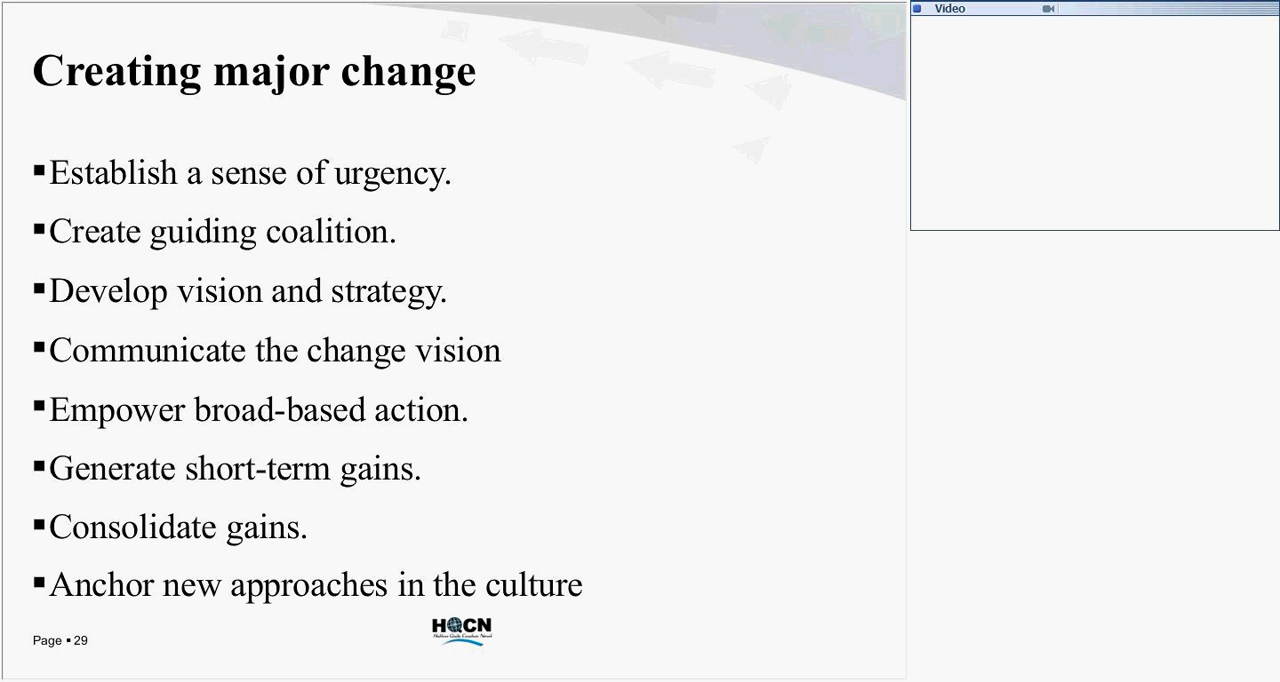 Video
Creating major change
▪Establish a sense of urgency.
▪Create guiding coalition.
▪Develop vision and strategy.
▪Communicate the change vision
▪Empower broad-based action.
▪Generate short-term gains.
▪Consolidate gains.
▪Anchor new approaches in the culture
HQCN
Page ▪ 29